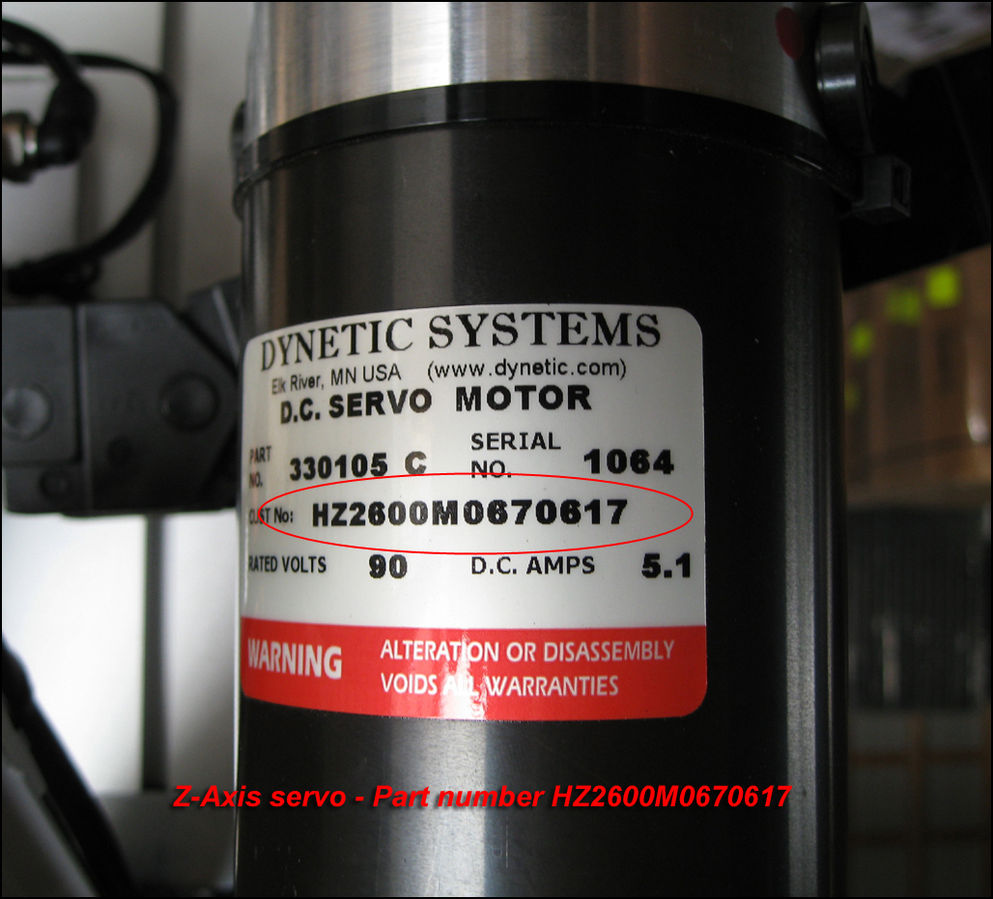 DYNETIC SYSTEMS
Elk River, MN USA (www.dynetic.com)
D.C. SERVO MOTOR
PART NO. 330105 C SERIAL NO. 1064
CUST No: HZ2600M0670617
RATED VOLTS 90 D.C. AMPS 5.1
WARNING ALTERATION OR DISASSEMBLY
VOIDS ALL WARRANTIES
Z-Axis servo - Part number HZ2600M0670617